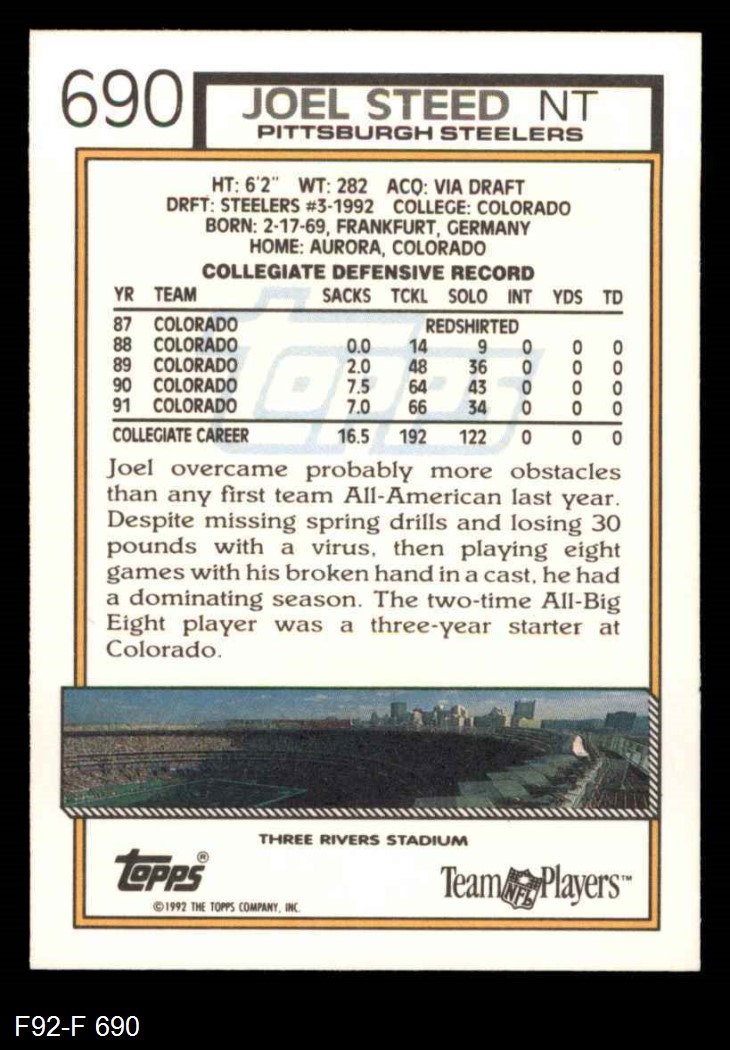 690 JOEL STEED NT
PITTSBURGH STEELERS
HT: 6'2" WT: 282 ACQ: VIA DRAFT
DRFT: STEELERS #3-1992 COLLEGE: COLORADO
BORN: 2-17-69, FRANKFURT, GERMANY
HOME: AURORA, COLORADO
COLLEGIATE DEFENSIVE RECORD
YR TEAM SACKS TCKL SOLO INT YDS TD
87 COLORADO REDSHIRTED
88 COLORADO 0.0 14 9 0 0 0
89 COLORADO 2.0 48 36 0 0 0
90 COLORADO 7.5 64 43 0 0 0
91 COLORADO 7.0 66 34 0 0 0
COLLEGIATE CAREER 16.5 192 122 0 0 0
Joel overcame probably more obstacles
than any first team All-American last year.
Despite missing spring drills and losing 30
pounds with a virus, then playing eight
games with his broken hand in a cast, he had
a dominating season. The two-time All-Big
Eight player was a three-year starter at
Colorado.
THREE RIVERS STADIUM
Topps®
©1992 THE TOPPS COMPANY, INC.
Team NFL Players™
F92-F 690